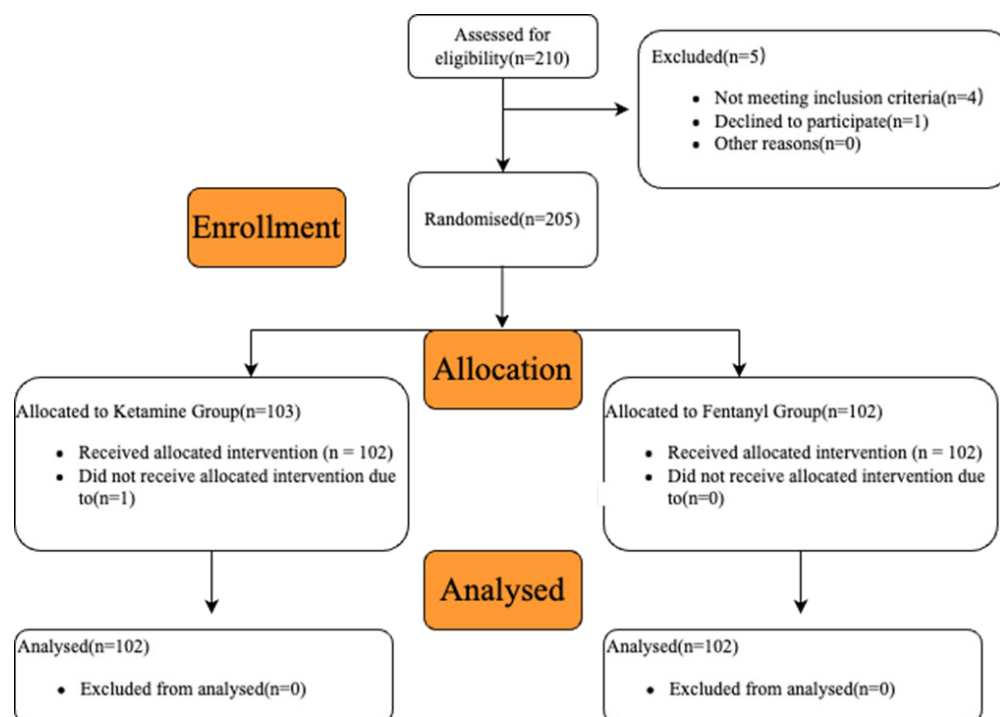 Assessed for
eligibility(n=210)
Excluded(n=5)
• Not meeting inclusion criteria(n=4)
• Declined to participate(n=1)
• Other reasons(n=0)
Enrollment
Randomised(n=205)
Allocation
Allocated to Ketamine Group(n=103)
• Received allocated intervention (n = 102)
• Did not receive allocated intervention due
to(n=1)
Allocated to Fentanyl Group(n=102)
• Received allocated intervention (n = 102)
• Did not receive allocated intervention due
to(n=0)
Analysed
Analysed(n=102)
• Excluded from analysed(n=0)
Analysed(n=102)
• Excluded from analysed(n=0)